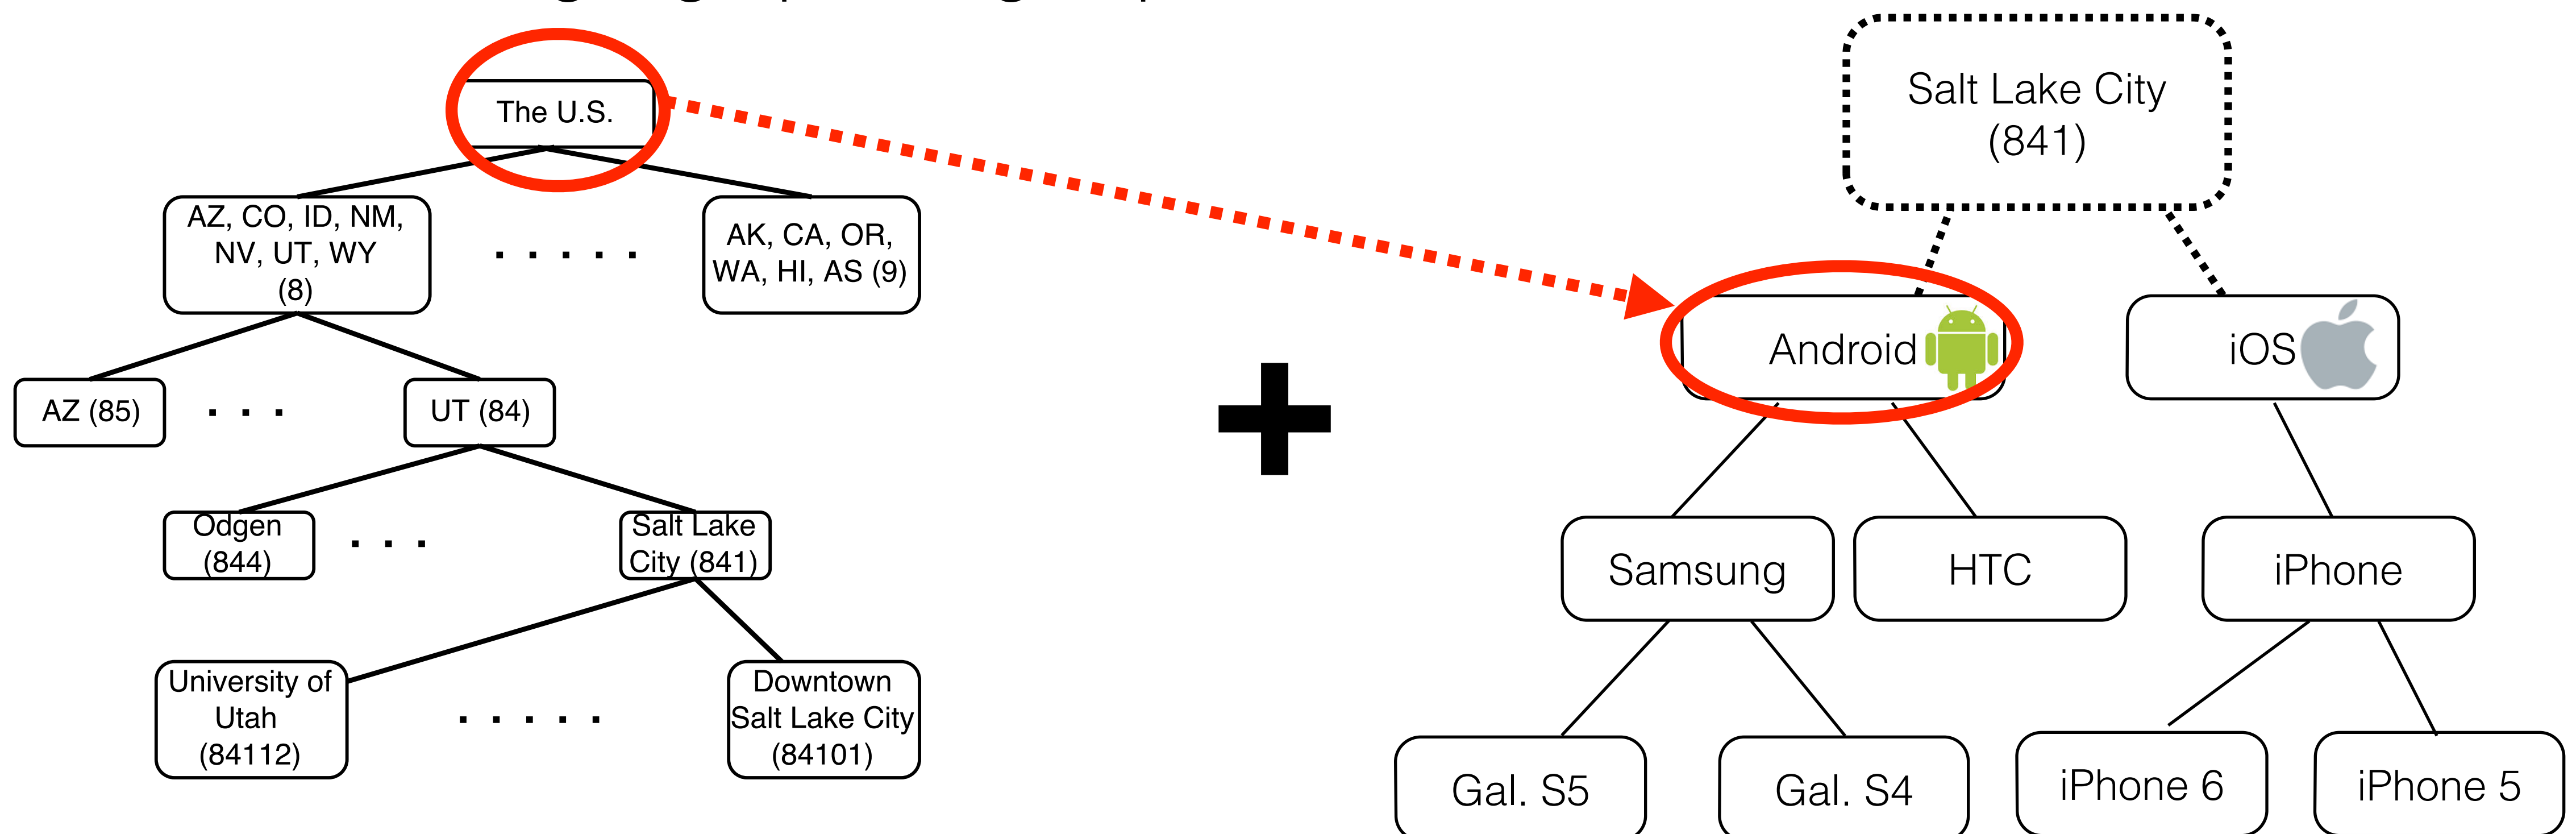 The U.S.
AZ, CO, ID, NM,
NV, UT, WY
(8)
AK, CA, OR,
WA, HI, AS (9)
AZ (85)
UT (84)
Odgen
(844)
Salt Lake
City (841)
University of
Utah
(84112)
Downtown
Salt Lake City
(84101)
Salt Lake City
(841)
Android
iOS
Samsung
HTC
iPhone
Gal. S5
Gal. S4
iPhone 6
iPhone 5